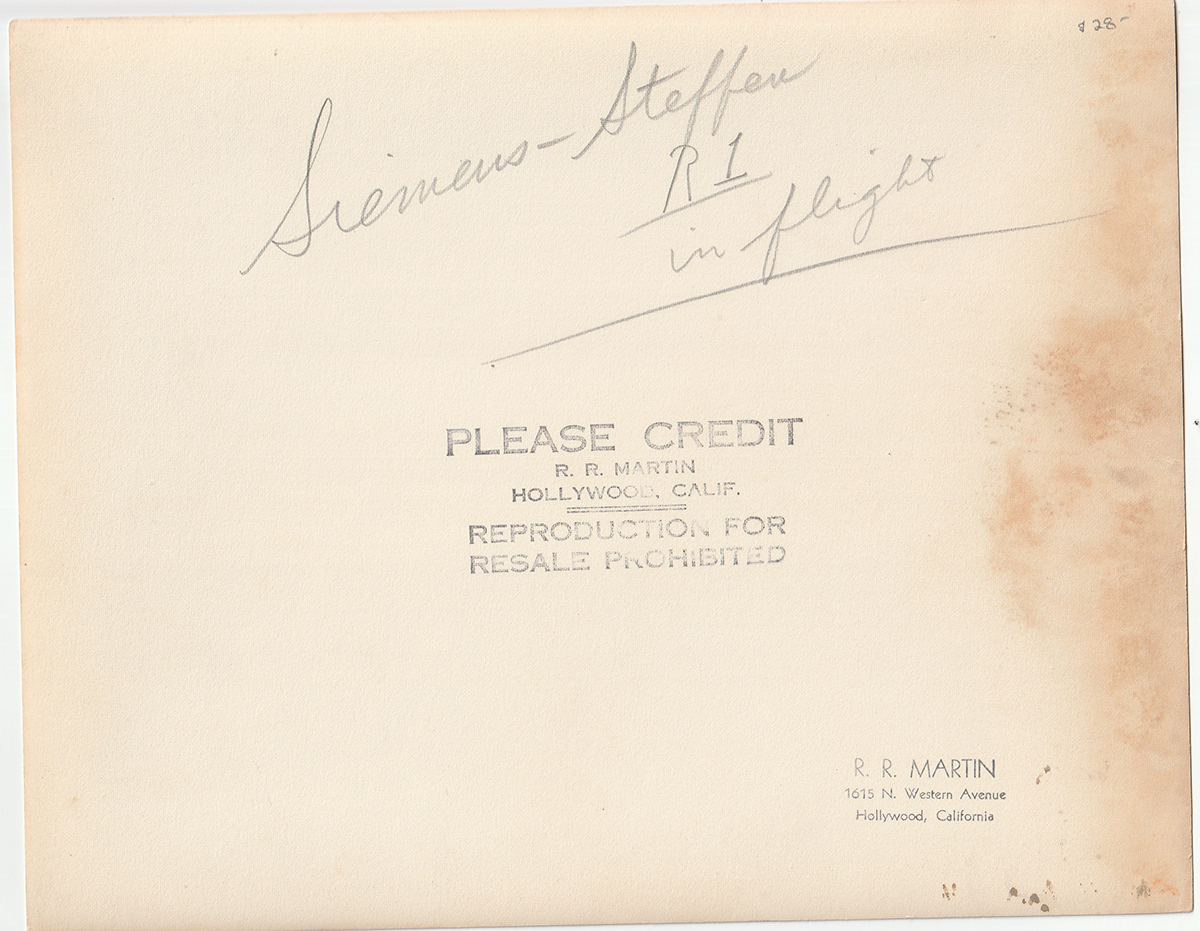 $28-
Siemens-Steffen
R1
in flight
PLEASE CREDIT
R. R. MARTIN
HOLLYWOOD, CALIF.
REPRODUCTION FOR
RESALE PROHIBITED
R. R. MARTIN
1615 N. Western Avenue
Hollywood, California